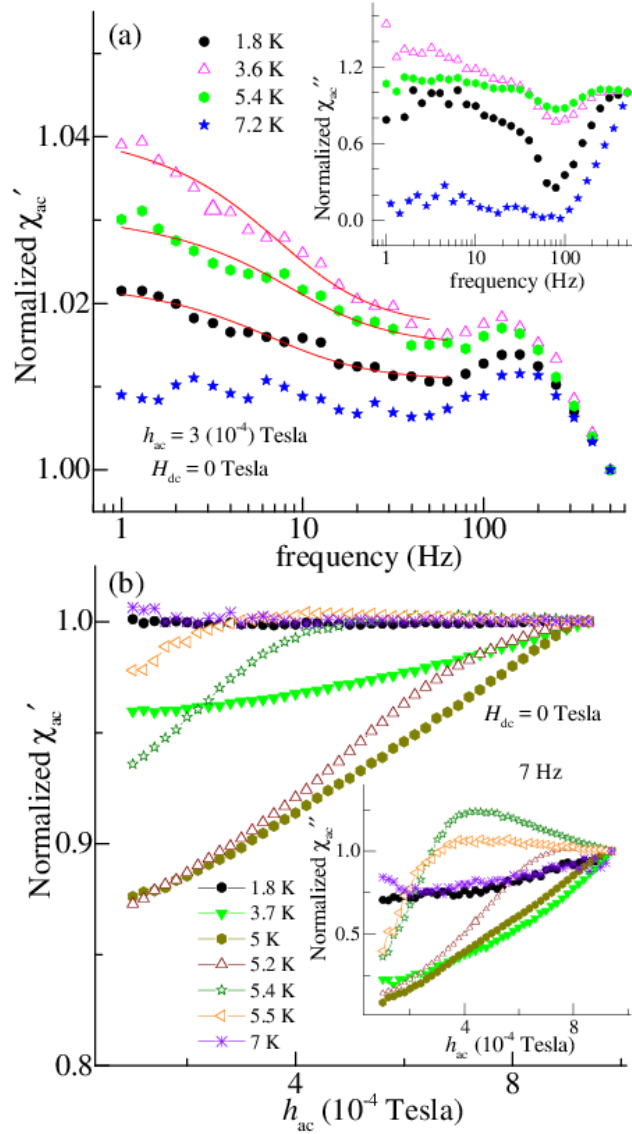 (a)
1.8 K
3.6 K
5.4 K
7.2 K
1.04
1.02
1.00
Normalized χac′
hac = 3 (10-4) Tesla
Hdc = 0 Tesla
1 10 100
frequency (Hz)
1.2
0.6
0.0
Normalized χac″
1 10 100
frequency (Hz)
(b)
1.0
0.9
0.8
Normalized χac′
Hdc = 0 Tesla
7 Hz
1.8 K
3.7 K
5 K
5.2 K
5.4 K
5.5 K
7 K
4 8
hac (10-4 Tesla)
1.0
0.5
Normalized χac″
4 8
hac (10-4 Tesla)